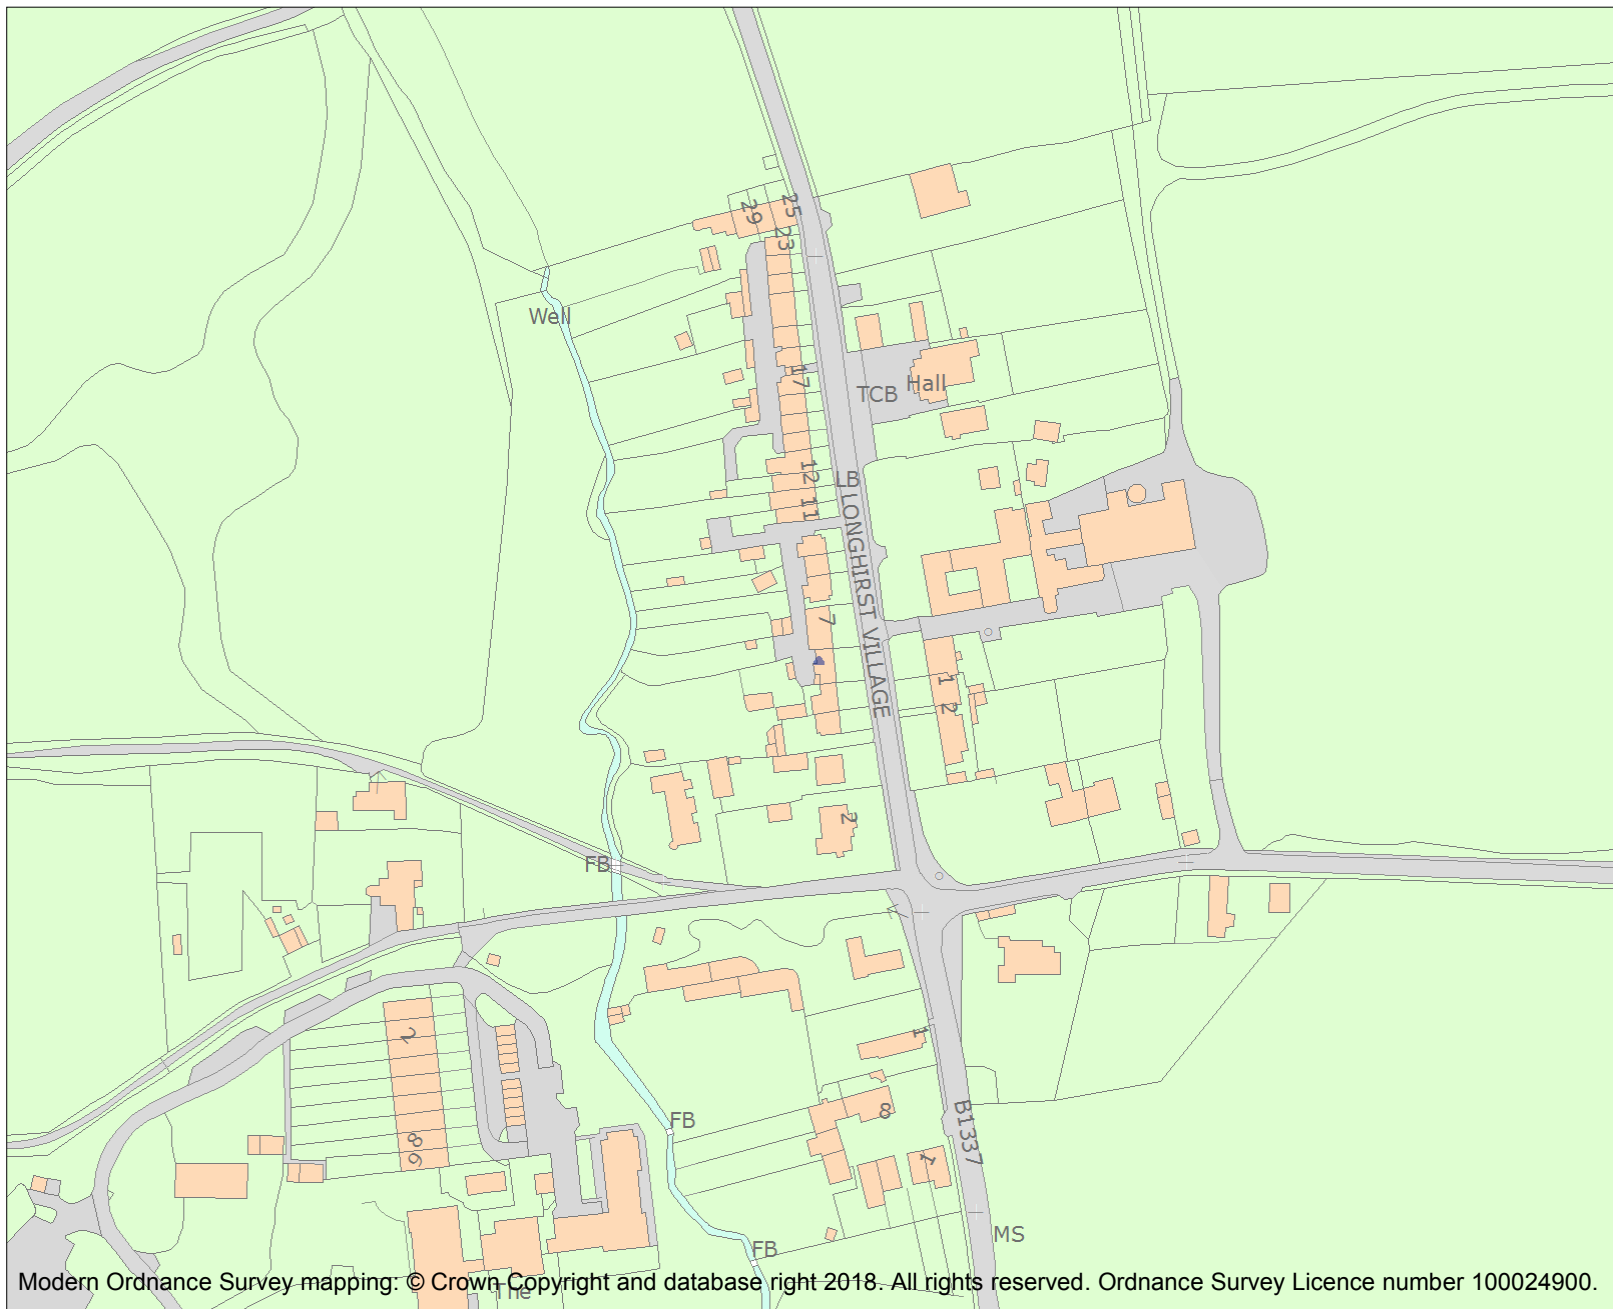 25
29
23
Well
17
TCB
Hall
12
LB
11
LONGHIRST VILLAGE
7
1
2
2
FB
1
2
FB
8
B1337
8
9
1
MS
FB
The
Modern Ordnance Survey mapping: © Crown Copyright and database right 2018. All rights reserved. Ordnance Survey Licence number 100024900.